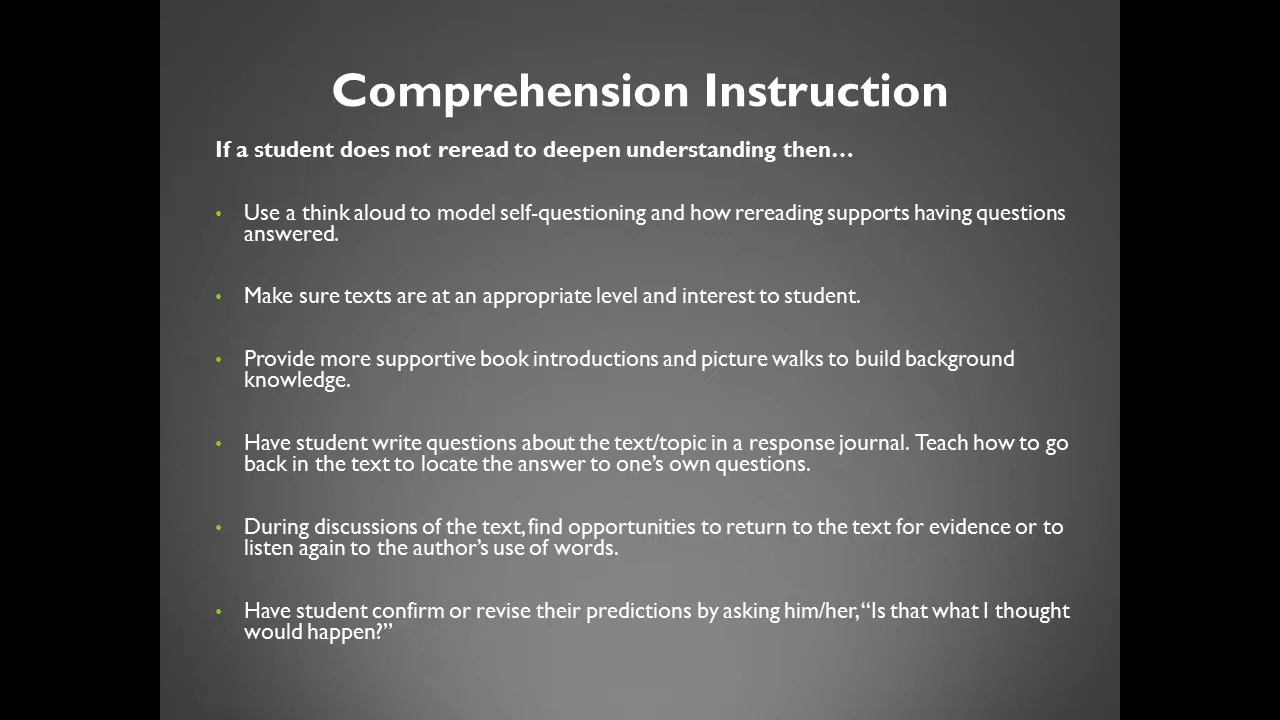 Comprehension Instruction
If a student does not reread to deepen understanding then…
• Use a think aloud to model self-questioning and how rereading supports having questions
answered.
• Make sure texts are at an appropriate level and interest to student.
• Provide more supportive book introductions and picture walks to build background
knowledge.
• Have student write questions about the text/topic in a response journal. Teach how to go
back in the text to locate the answer to one’s own questions.
• During discussions of the text, find opportunities to return to the text for evidence or to
listen again to the author’s use of words.
• Have student confirm or revise their predictions by asking him/her, “Is that what I thought
would happen?”